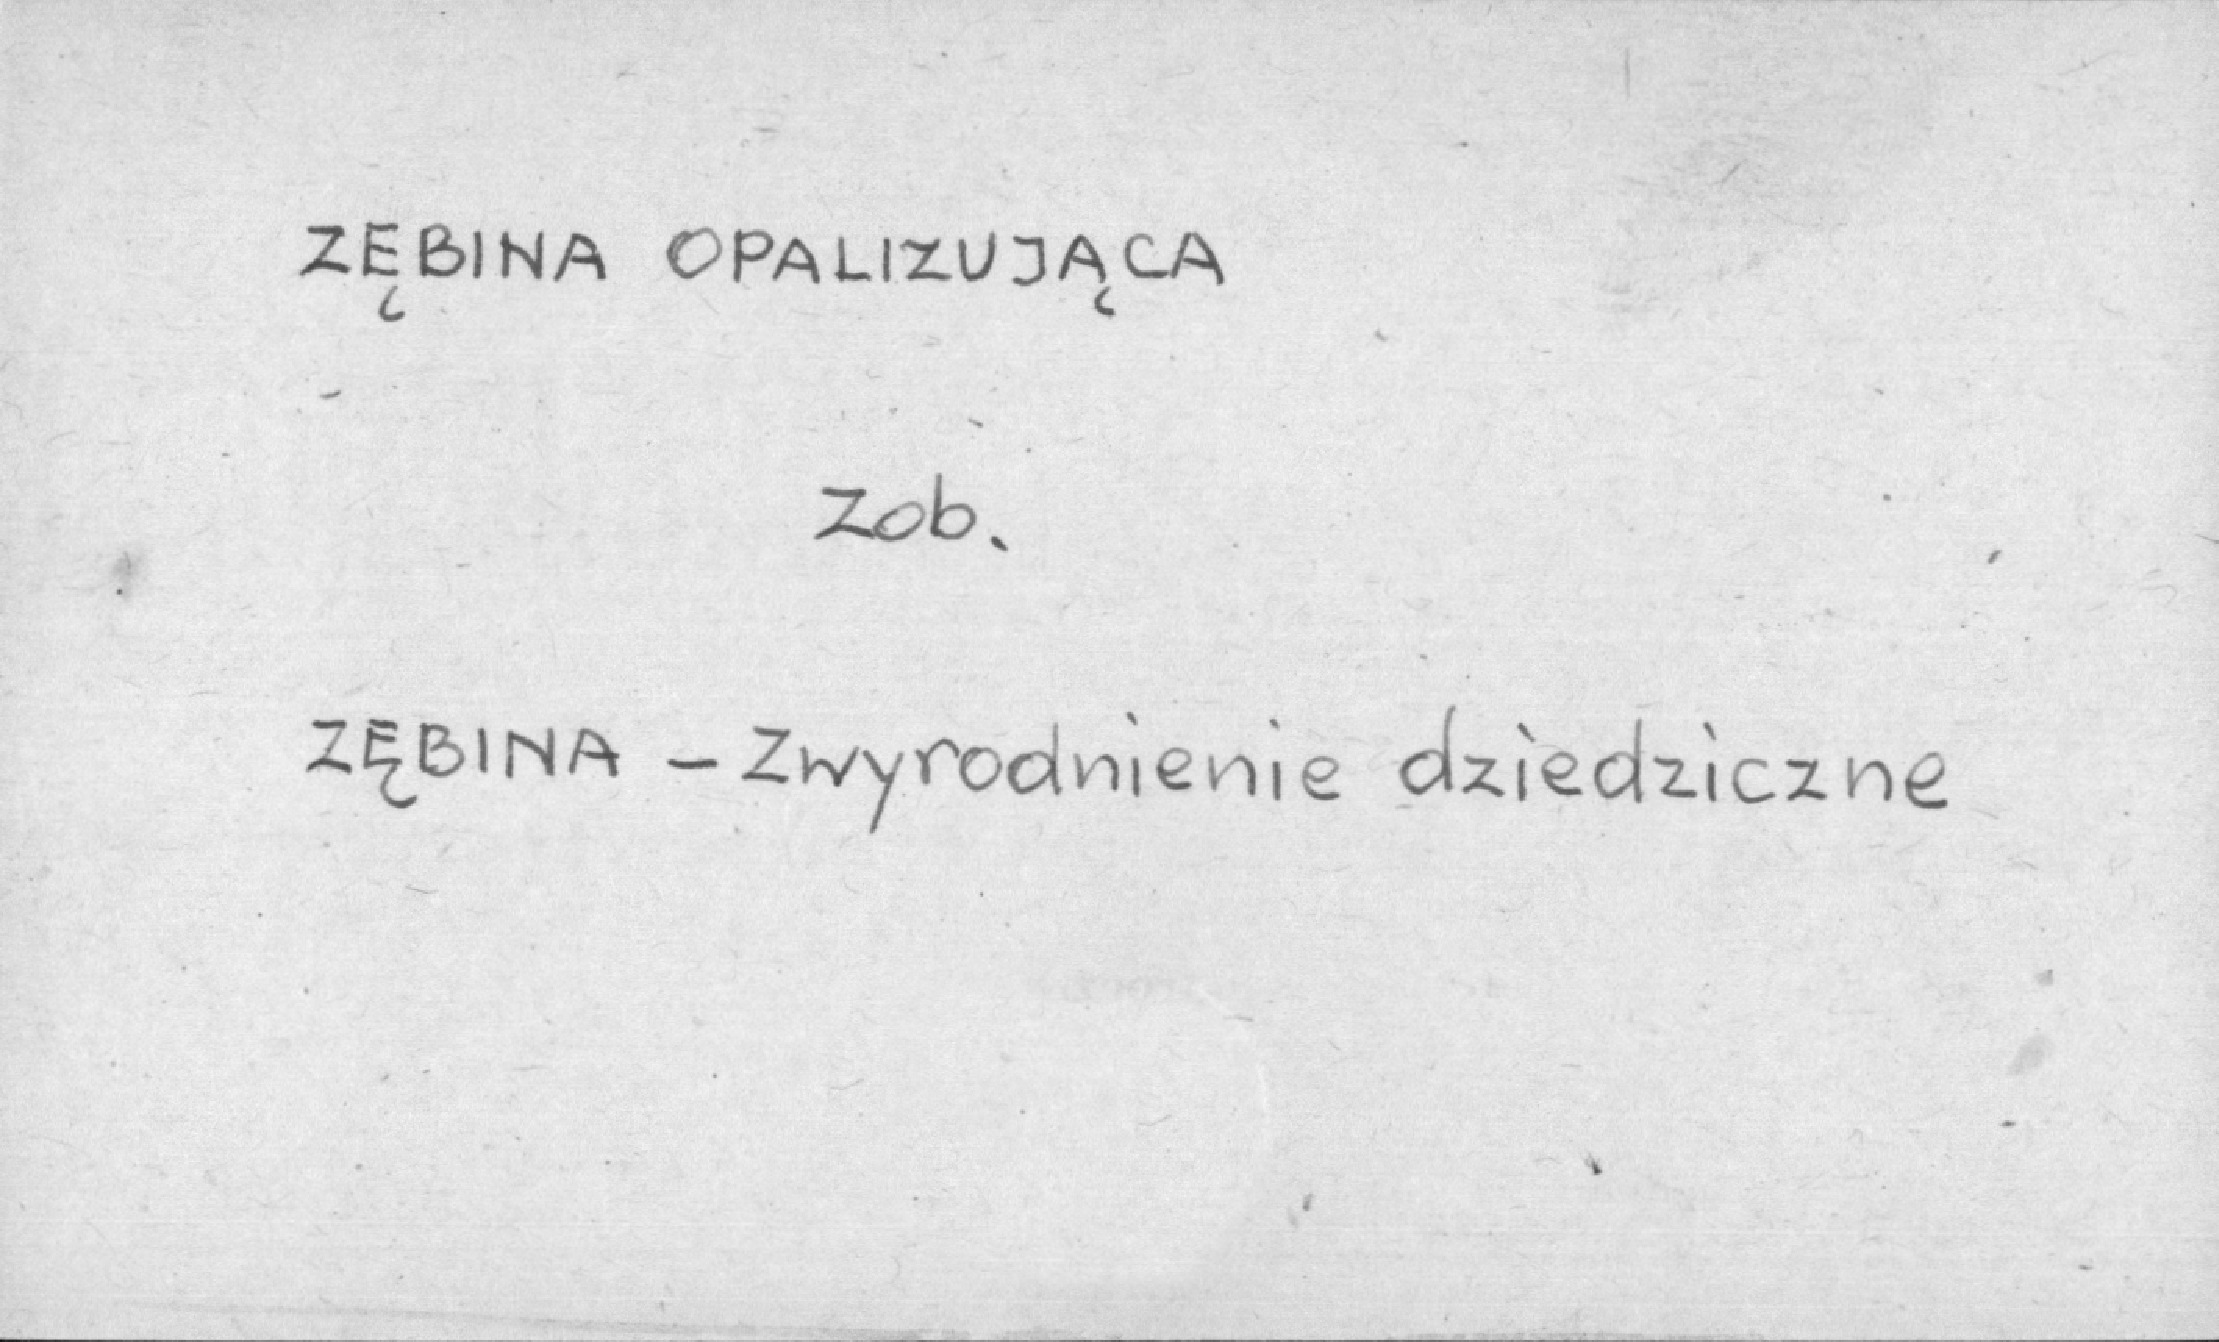 ZĘBINA OPALIZUJĄCA
Zob.
ZĘBINA – Zwyrodnienie dziedziczne